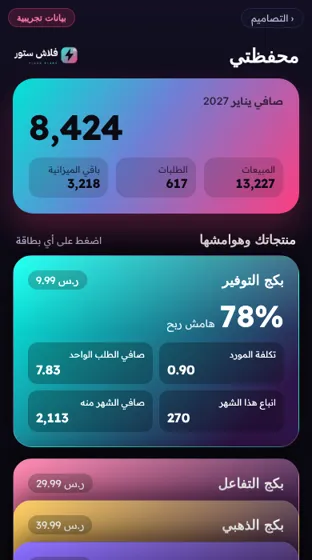 ‹ التصاميم
بيانات تجريبية
محفظتي
فلاش ستور
صافي يناير 2027
8,424
المبيعات
13,227
الطلبات
617
باقي الميزانية
3,218
منتجاتك وهوامشها
اضغط على أي بطاقة
بكج التوفير
ر.س 9.99
78% هامش ربح
تكلفة المورد
0.90
صافي الطلب الواحد
7.83
انباع هذا الشهر
270
صافي الشهر منه
2,113
بكج التفاعل
ر.س 29.99
بكج الذهبي
ر.س 39.99